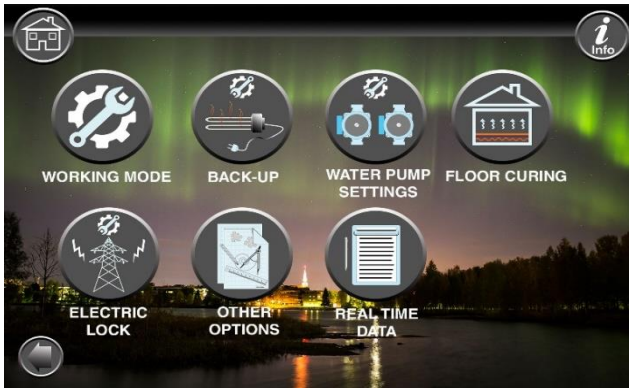 i
Info
WORKING MODE
BACK-UP
WATER PUMP
SETTINGS
FLOOR CURING
ELECTRIC
LOCK
OTHER
OPTIONS
REAL TIME
DATA